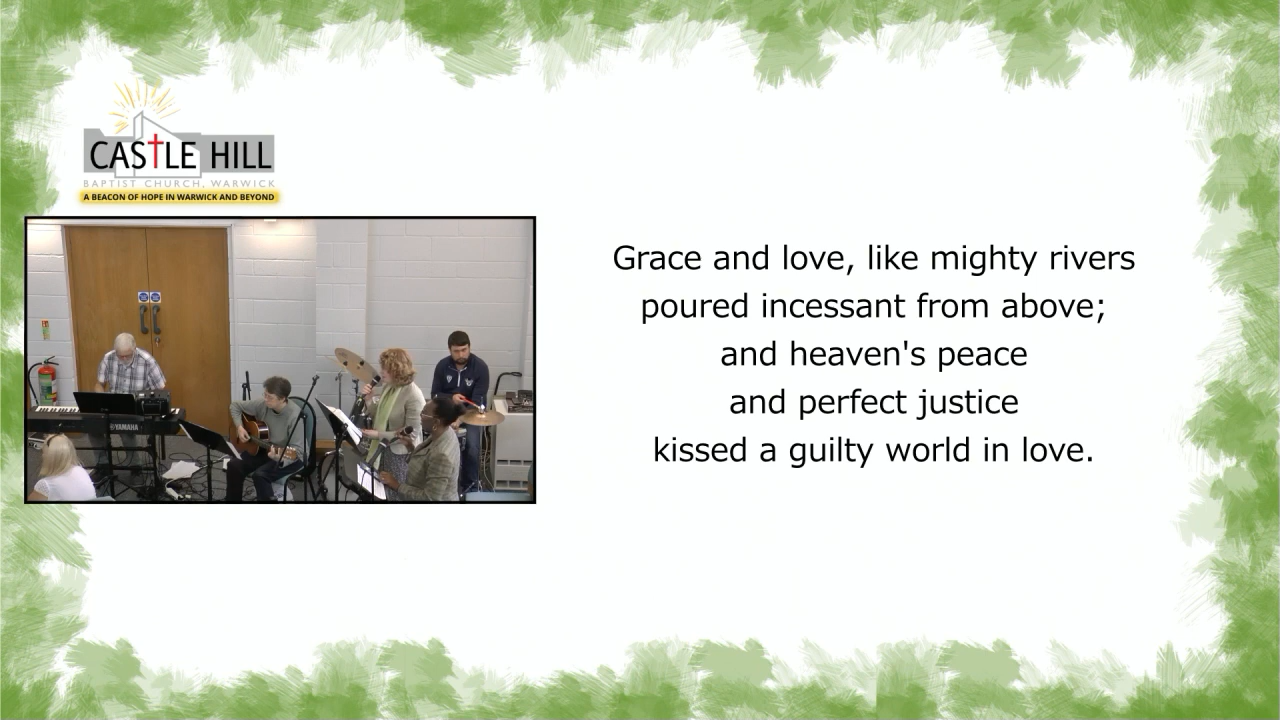 CASTLE HILL
BAPTIST CHURCH, WARWICK
A BEACON OF HOPE IN WARWICK AND BEYOND
YAMAHA
Grace and love, like mighty rivers
poured incessant from above;
and heaven's peace
and perfect justice
kissed a guilty world in love.